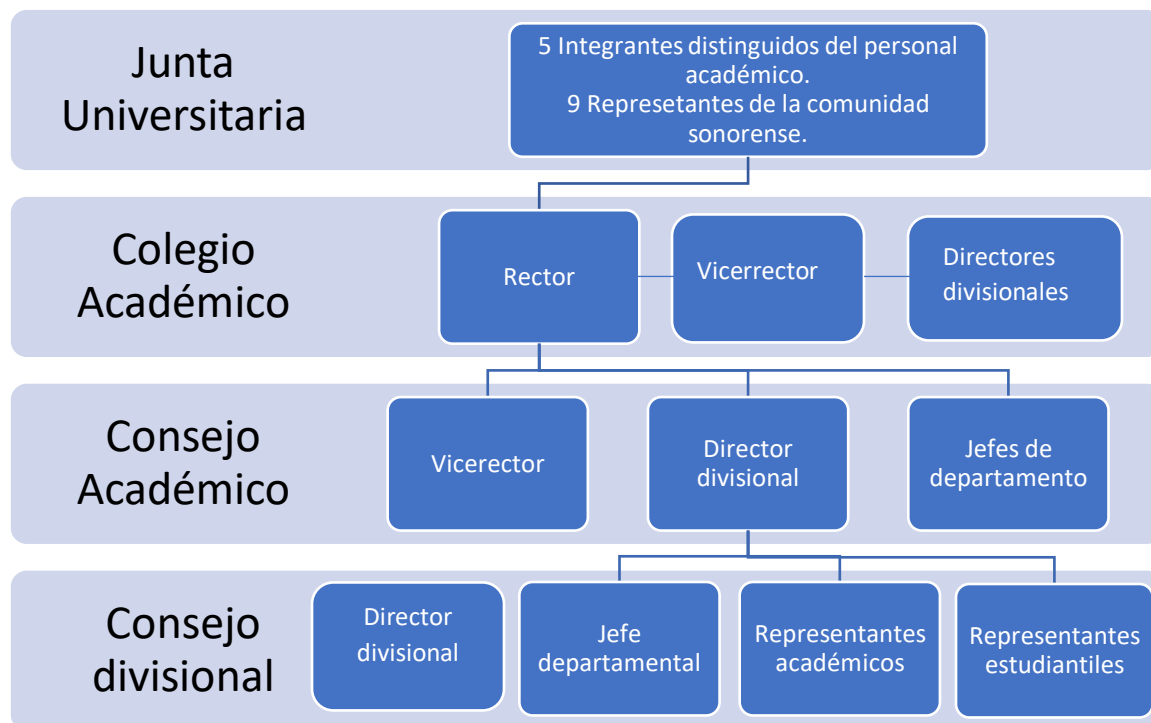 Junta
Universitaria
5 Integrantes distinguidos del personal
académico.
9 Represetantes de la comunidad
sonorense.
Colegio
Académico
Rector
Vicerrector
Directores
divisionales
Consejo
Académico
Vicerector
Director
divisional
Jefes de
departamento
Consejo
divisional
Director
divisional
Jefe
departamental
Representantes
académicos
Representantes
estudiantiles